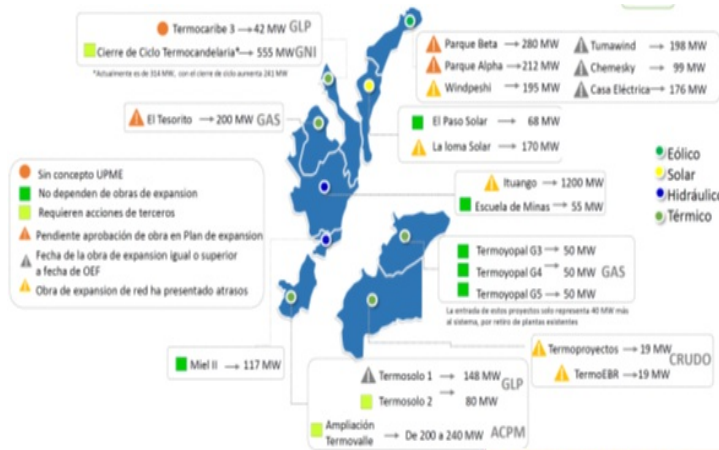 Termocaribe 3 → 42 MW GLP
Cierre de Ciclo Termocandelaria* → 555 MW GNI
*Actualmente es de 314 MW, con el cierre de ciclo aumenta 241 MW
Parque Beta → 280 MW
Parque Alpha → 212 MW
Windpeshi → 195 MW
Tumawind → 198 MW
Chemesky → 99 MW
Casa Eléctrica → 176 MW
El Tesorito → 200 MW GAS
El Paso Solar → 68 MW
La loma Solar → 170 MW
Eólico
Solar
Hidráulico
Térmico
Sin concepto UPME
No dependen de obras de expansion
Requieren acciones de terceros
Pendiente aprobación de obra en Plan de expansion
Fecha de la obra de expansion igual o superior
a fecha de OEF
Obra de expansion de red ha presentado atrasos
Ituango → 1200 MW
Escuela de Minas → 55 MW
Termoyopal G3 → 50 MW
Termoyopal G4 → 50 MW GAS
Termoyopal G5 → 50 MW
La entrada de estos proyectos solo representa 40 MW más
al sistema, por retiro de plantas existentes
Miel II → 117 MW
Termoproyectos → 19 MW
CRUDO
TermoEBR → 19 MW
Termosolo 1 → 148 MW
GLP
Termosolo 2 → 80 MW
Ampliación
Termovalle → De 200 a 240 MW ACPM